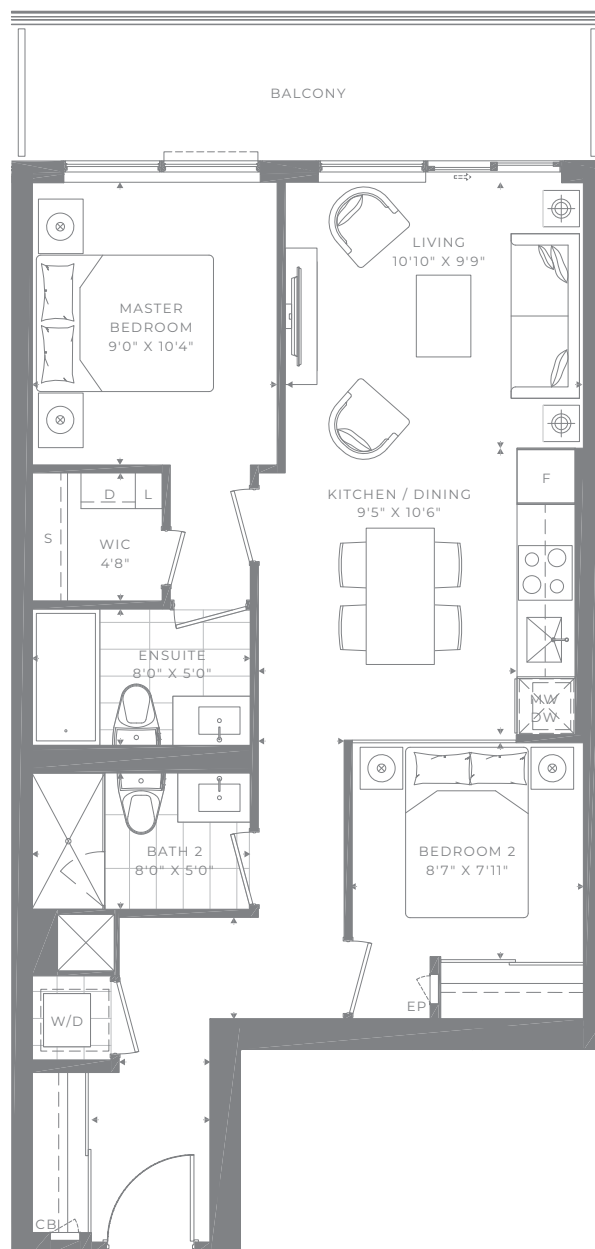 BALCONY
LIVING
10'10" X 9'9"
MASTER
BEDROOM
9'0" X 10'4"
F
KITCHEN / DINING
9'5" X 10'6"
D
L
S
WIC
4'8"
ENSUITE
8'0" X 5'0"
MW
DW
BATH 2
8'0" X 5'0"
BEDROOM 2
8'7" X 7'11"
EP
W/D
CB